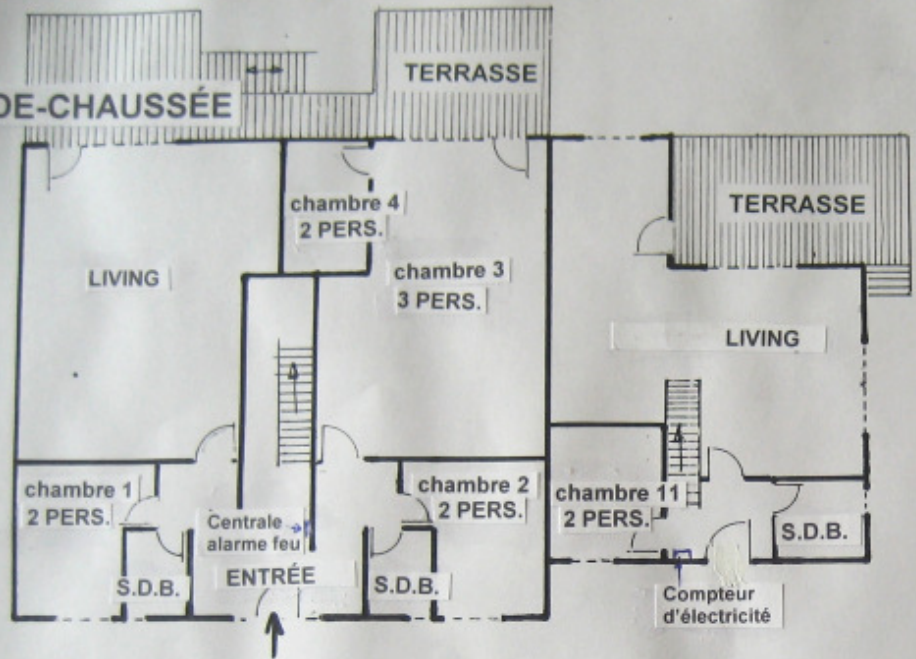 TERRASSE
DE-CHAUSSÉE
chambre 4
2 PERS.
TERRASSE
LIVING
chambre 3
3 PERS.
LIVING
chambre 1
2 PERS.
chambre 2
2 PERS.
chambre 11
2 PERS.
Centrale
alarme feu
S.D.B.
ENTRÉE
S.D.B.
S.D.B.
Compteur
d'électricité